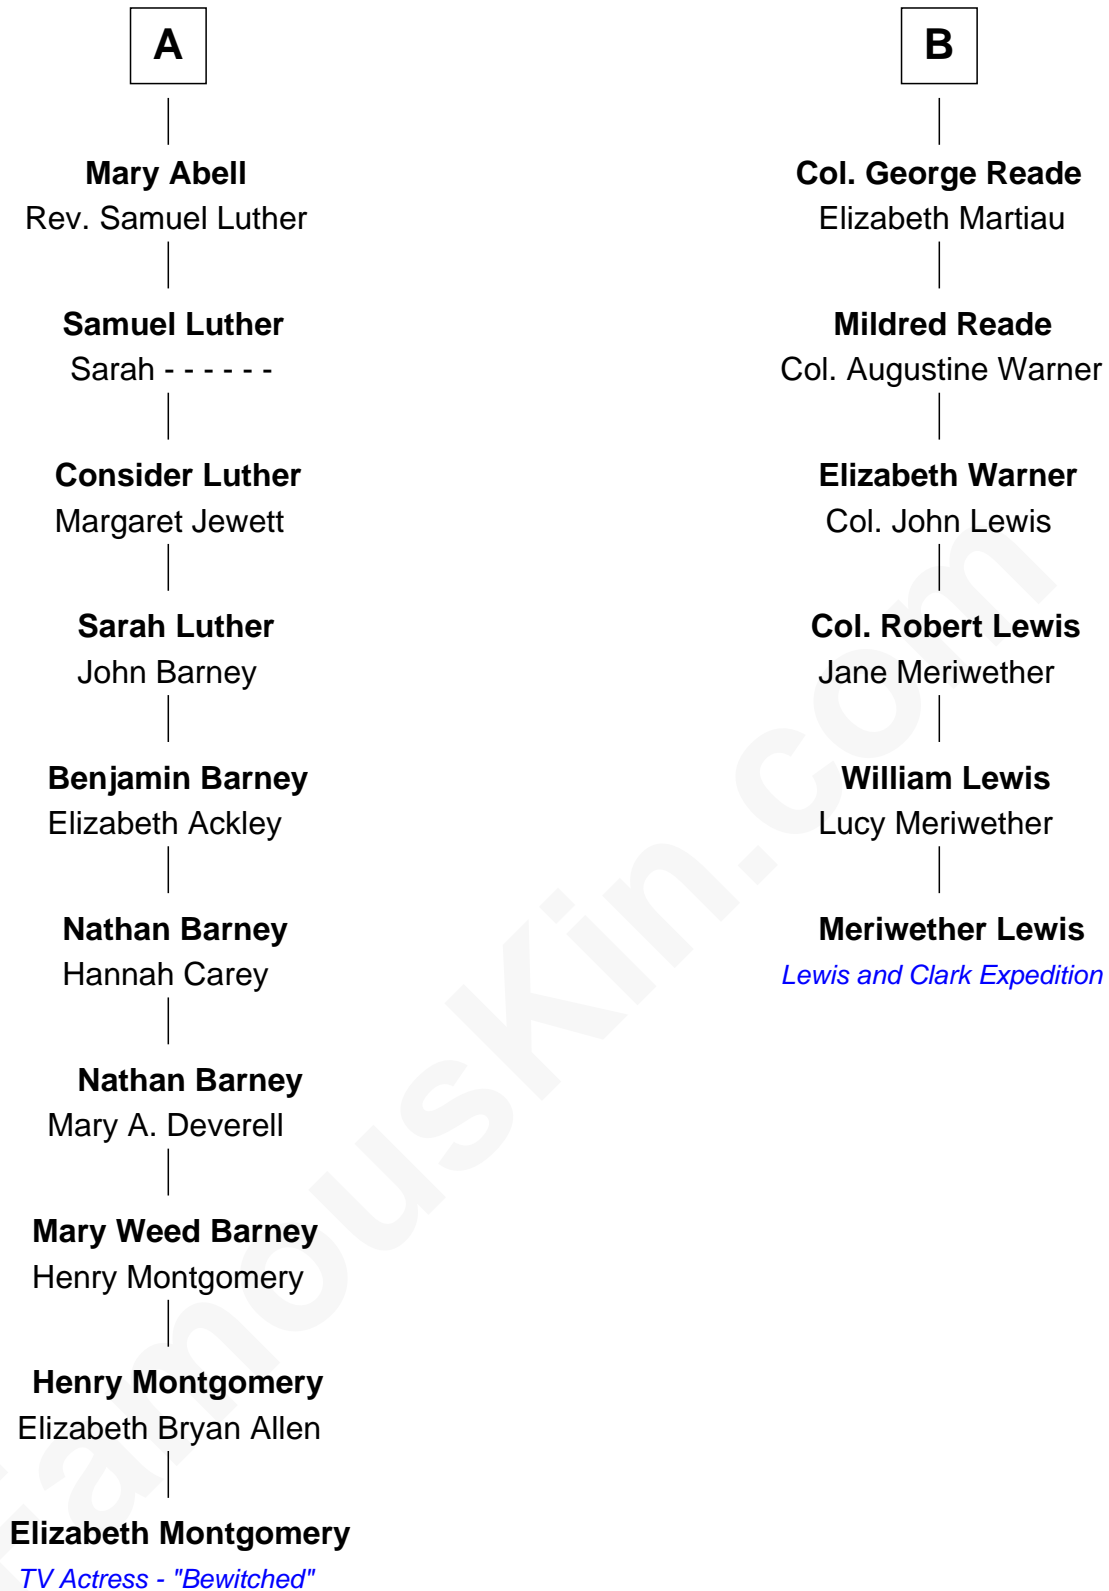 A
Mary Abell
Rev. Samuel Luther
Samuel Luther
Sarah - - - - - -
Consider Luther
Margaret Jewett
Sarah Luther
John Barney
Benjamin Barney
Elizabeth Ackley
Nathan Barney
Hannah Carey
Nathan Barney
Mary A. Deverell
Mary Weed Barney
Henry Montgomery
Henry Montgomery
Elizabeth Bryan Allen
Elizabeth Montgomery
TV Actress - "Bewitched"
B
Col. George Reade
Elizabeth Martiau
Mildred Reade
Col. Augustine Warner
Elizabeth Warner
Col. John Lewis
Col. Robert Lewis
Jane Meriwether
William Lewis
Lucy Meriwether
Meriwether Lewis
Lewis and Clark Expedition
FamousKin.com